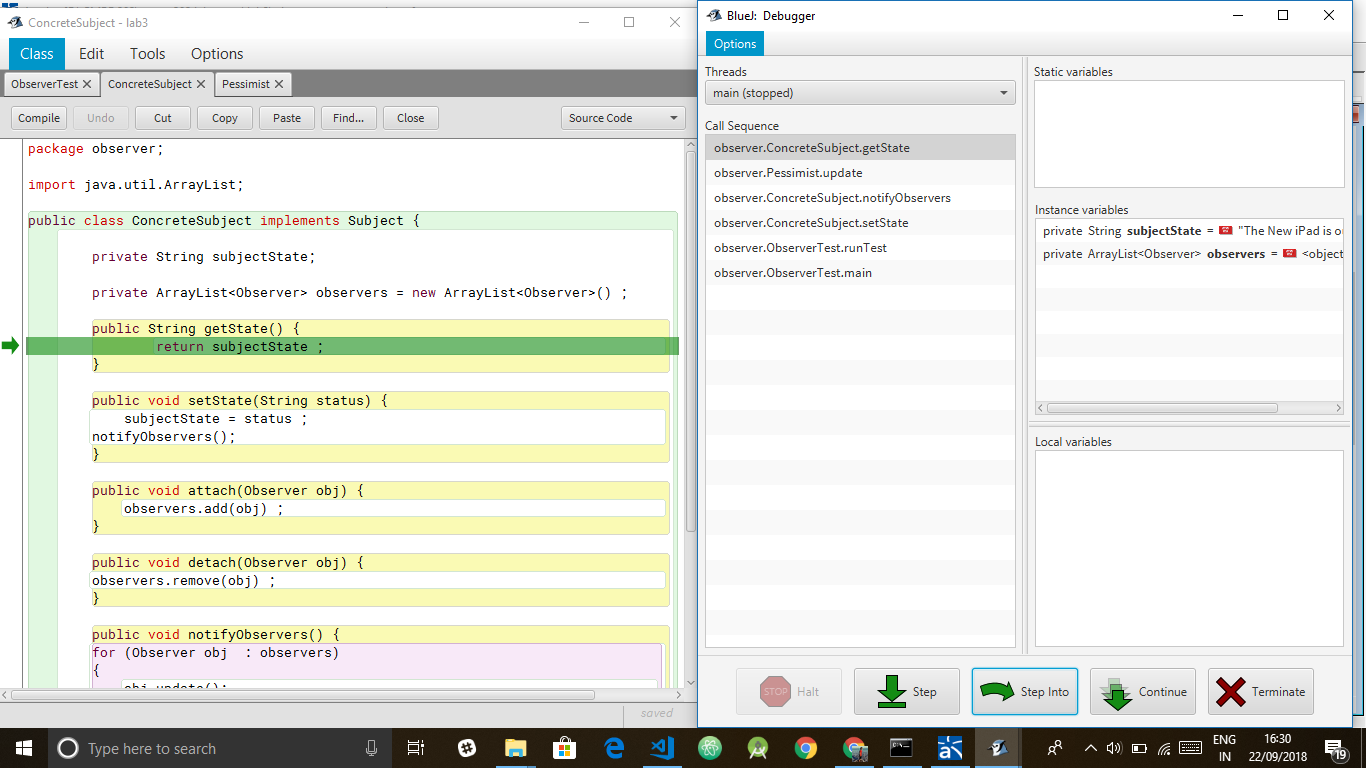 ConcreteSubject - lab3
Class Edit Tools Options
ObserverTest ConcreteSubject Pessimist
Compile Undo Cut Copy Paste Find... Close Source Code
package observer;
import java.util.ArrayList;
public class ConcreteSubject implements Subject {
private String subjectState;
private ArrayList<Observer> observers = new ArrayList<Observer>() ;
public String getState() {
return subjectState ;
}
public void setState(String status) {
subjectState = status ;
notifyObservers();
}
public void attach(Observer obj) {
observers.add(obj) ;
}
public void detach(Observer obj) {
observers.remove(obj) ;
}
public void notifyObservers() {
for (Observer obj  : observers)
{
obj.update();
saved
BlueJ: Debugger
Options
Threads
main (stopped)
Call Sequence
observer.ConcreteSubject.getState
observer.Pessimist.update
observer.ConcreteSubject.notifyObservers
observer.ConcreteSubject.setState
observer.ObserverTest.runTest
observer.ObserverTest.main
Static variables
Instance variables
private String subjectState = "The New iPad is
private ArrayList<Observer> observers = <object
Local variables
STOP Halt Step Step Into Continue Terminate
Type here to search
ENG
IN
16:30
22/09/2018
19